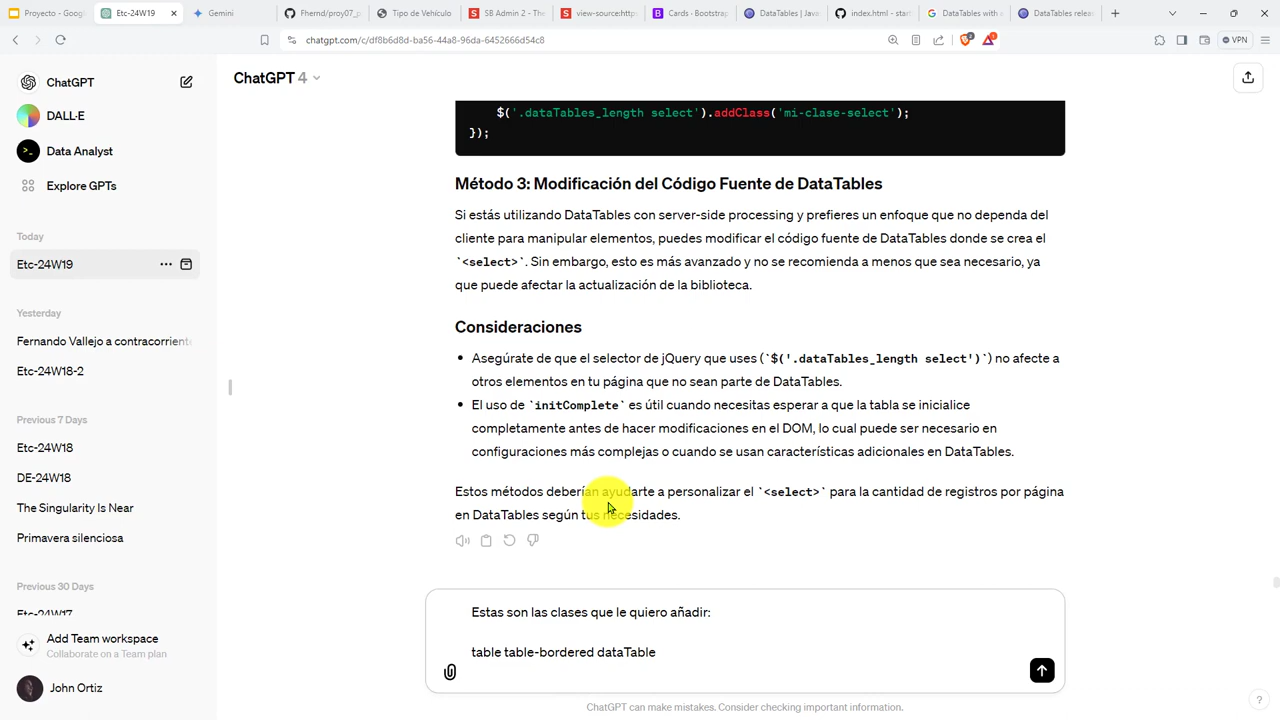 Proyecto - Goog
Etc-24W19
Gemini
Fhernd/proy07_p
Tipo de Vehículo
SB Admin 2 - The
view-source:https
Cards · Bootstrap
DataTables | Java
index.html - start
DataTables with v
DataTables relea
chatgpt.com/c/df8b6d8d-ba56-44a8-96da-6452666d54c8
2
1
VPN
ChatGPT
DALL·E
Data Analyst
Explore GPTs
Today
Etc-24W19
Yesterday
Fernando Vallejo a contracorriente
Etc-24W18-2
Previous 7 Days
Etc-24W18
DE-24W18
The Singularity Is Near
Primavera silenciosa
Previous 30 Days
Etc-24W17
Add Team workspace
Collaborate on a Team plan
John Ortiz
ChatGPT 4
$('.dataTables_length select').addClass('mi-clase-select');
});
Método 3: Modificación del Código Fuente de DataTables
Si estás utilizando DataTables con server-side processing y prefieres un enfoque que no dependa del
cliente para manipular elementos, puedes modificar el código fuente de DataTables donde se crea el
`<select>`. Sin embargo, esto es más avanzado y no se recomienda a menos que sea necesario, ya
que puede afectar la actualización de la biblioteca.
Consideraciones
• Asegúrate de que el selector de jQuery que uses (`$('.dataTables_length select')`) no afecte a
otros elementos en tu página que no sean parte de DataTables.
• El uso de `initComplete` es útil cuando necesitas esperar a que la tabla se inicialice
completamente antes de hacer modificaciones en el DOM, lo cual puede ser necesario en
configuraciones más complejas o cuando se usan características adicionales en DataTables.
Estos métodos deberían ayudarte a personalizar el `<select>` para la cantidad de registros por página
en DataTables según tus necesidades.
Estas son las clases que le quiero añadir:
table table-bordered dataTable
ChatGPT can make mistakes. Consider checking important information.
?